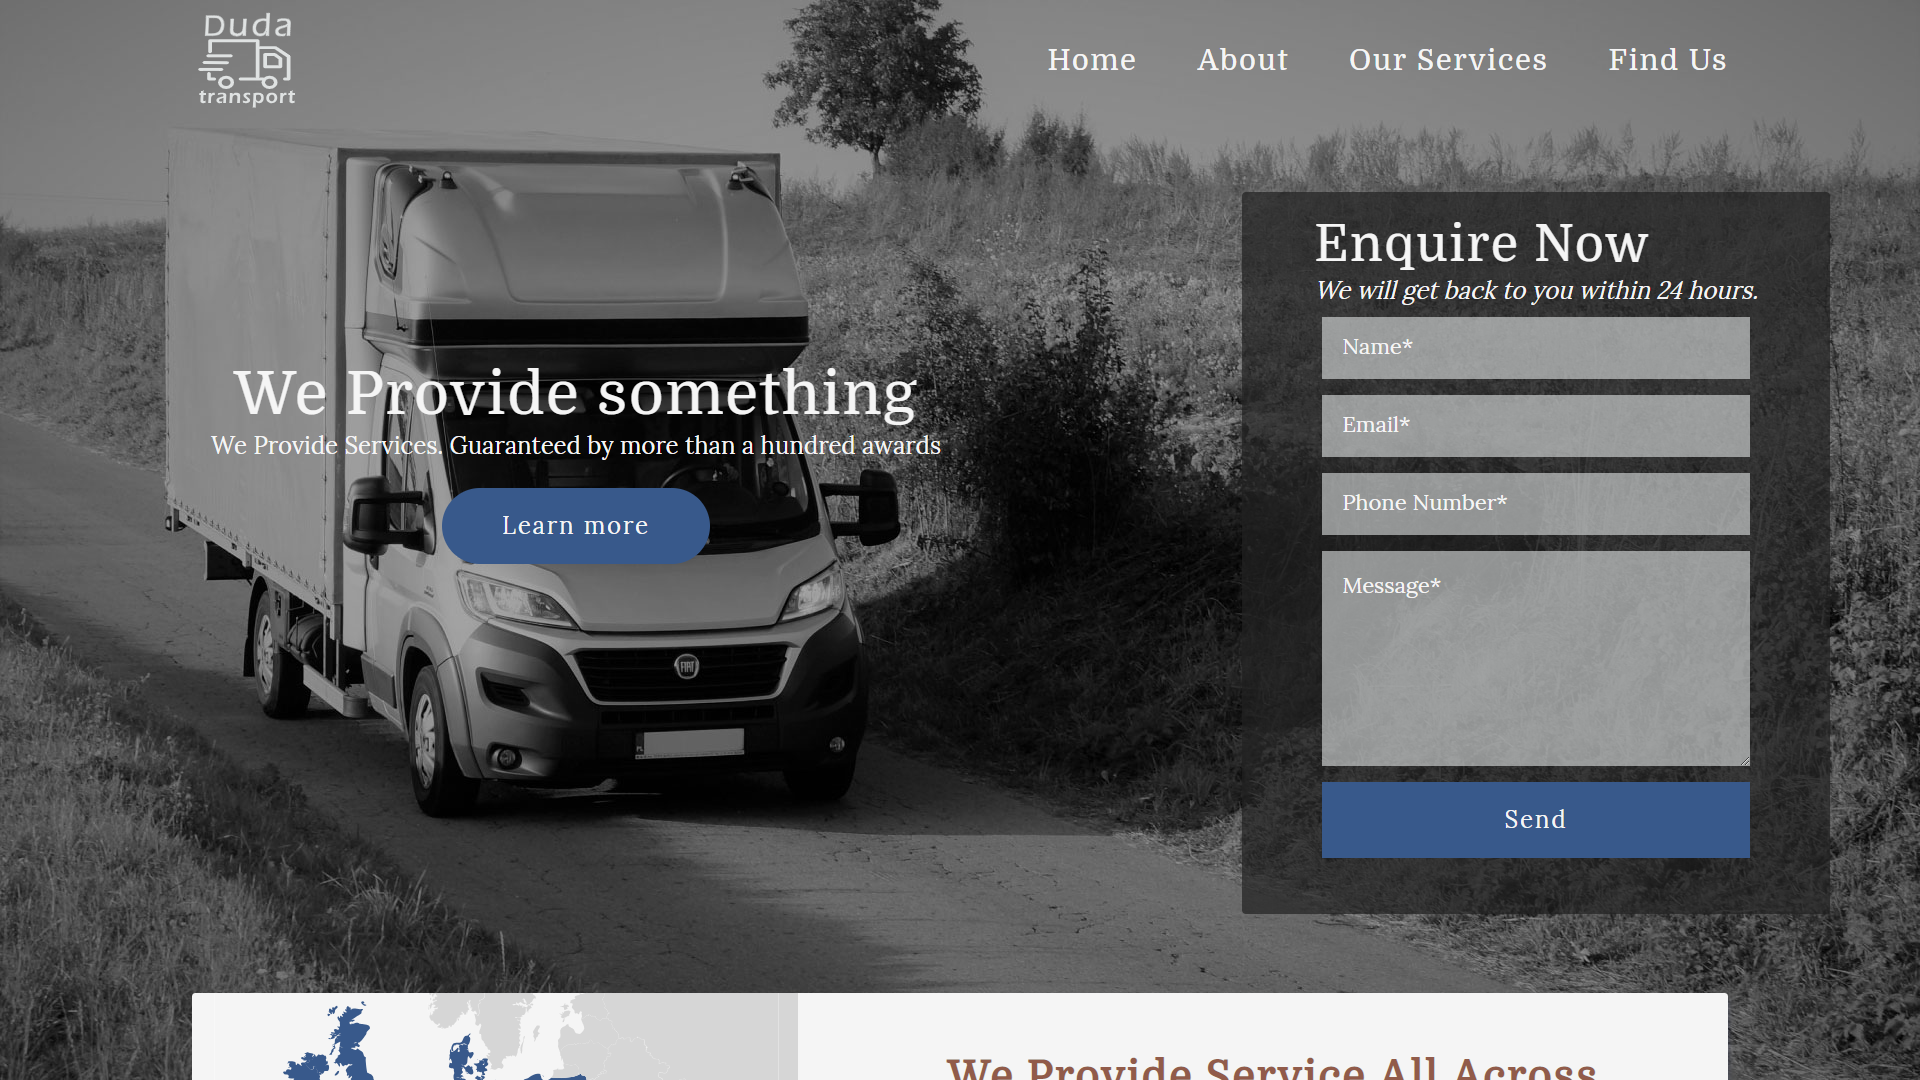 Duda
transport
Home
About
Our Services
Find Us
Enquire Now
We will get back to you within 24 hours.
Name*
Email*
Phone Number*
Message*
Send
We Provide something
We Provide Services. Guaranteed by more than a hundred awards
Learn more
FIAT
We Provide Service All Across